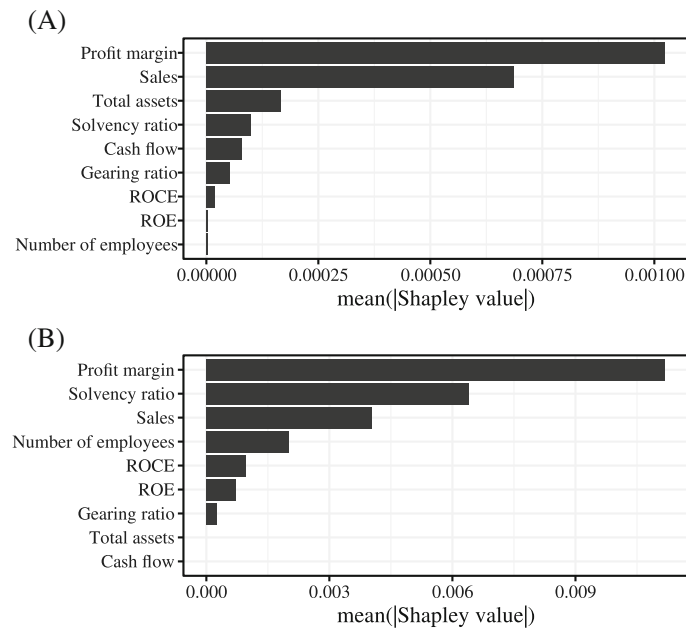 (A)
Profit margin
Sales
Total assets
Solvency ratio
Cash flow
Gearing ratio
ROCE
ROE
Number of employees
0.00000 0.00025 0.00050 0.00075 0.00100
mean(|Shapley value|)
(B)
Profit margin
Solvency ratio
Sales
Number of employees
ROCE
ROE
Gearing ratio
Total assets
Cash flow
0.000 0.003 0.006 0.009
mean(|Shapley value|)